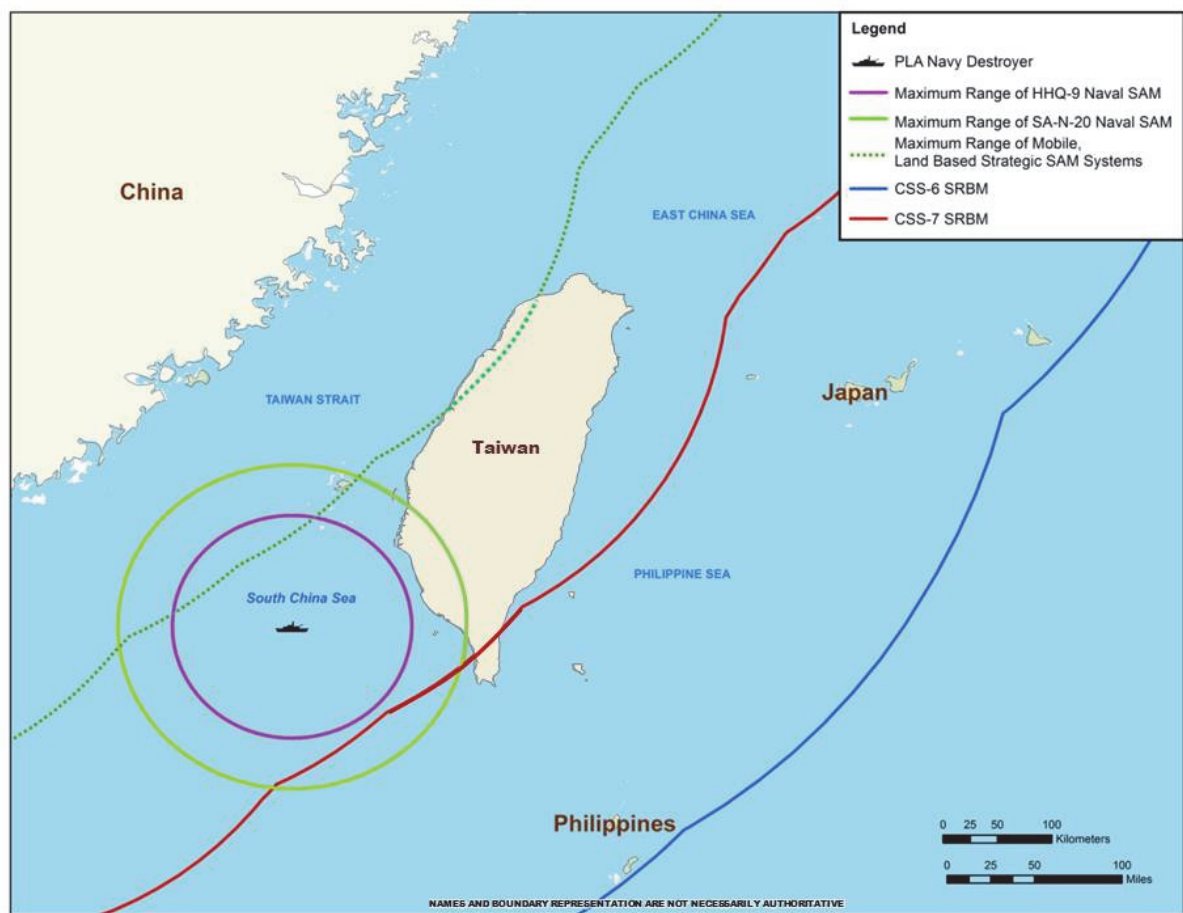 Legend
PLA Navy Destroyer
Maximum Range of HHQ-9 Naval SAM
Maximum Range of SA-N-20 Naval SAM
Maximum Range of Mobile,
Land Based Strategic SAM Systems
CSS-6 SRBM
CSS-7 SRBM
China
EAST CHINA SEA
TAIWAN STRAIT
Japan
Taiwan
PHILIPPINE SEA
South China Sea
Philippines
0 25 50 100
Kilometers
0 25 50 100
Miles
NAMES AND BOUNDARY REPRESENTATION ARE NOT NECESSARILY AUTHORITATIVE